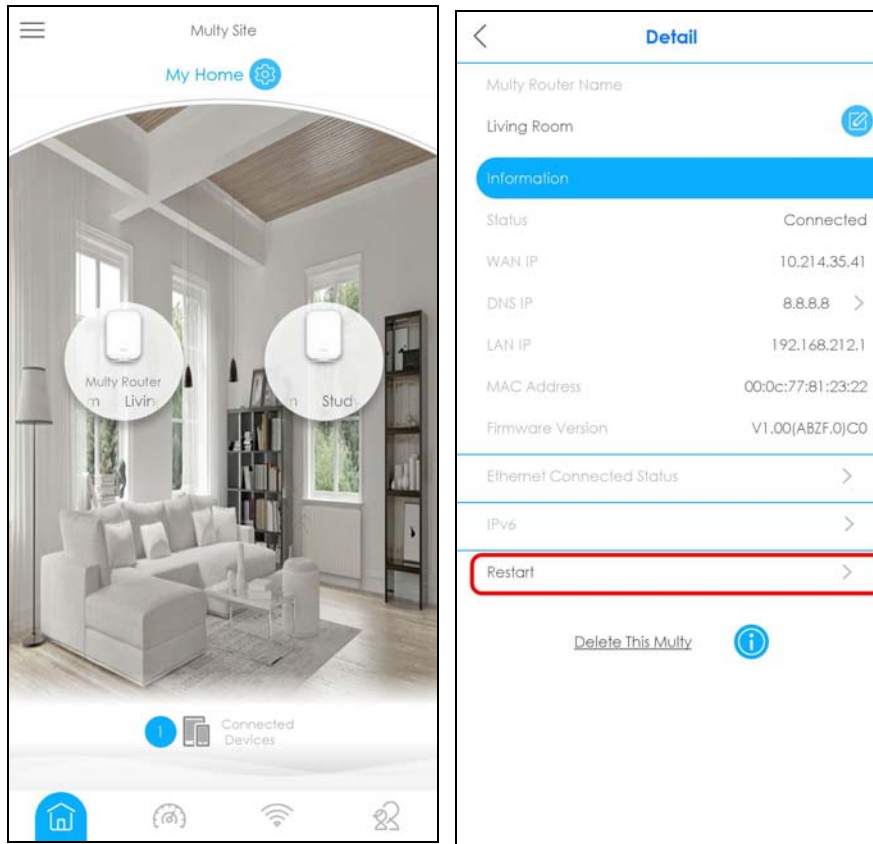 Multy Site
My Home
Multy Router
m Livin
n Stud
1
Connected
Devices
Detail
Multy Router Name
Living Room
Information
Status Connected
WAN IP 10.214.35.41
DNS IP 8.8.8.8
LAN IP 192.168.212.1
MAC Address 00:0c:77:81:23:22
Firmware Version V1.00(ABZF.0)C0
Ethernet Connected Status
IPv6
Restart
Delete This Multy